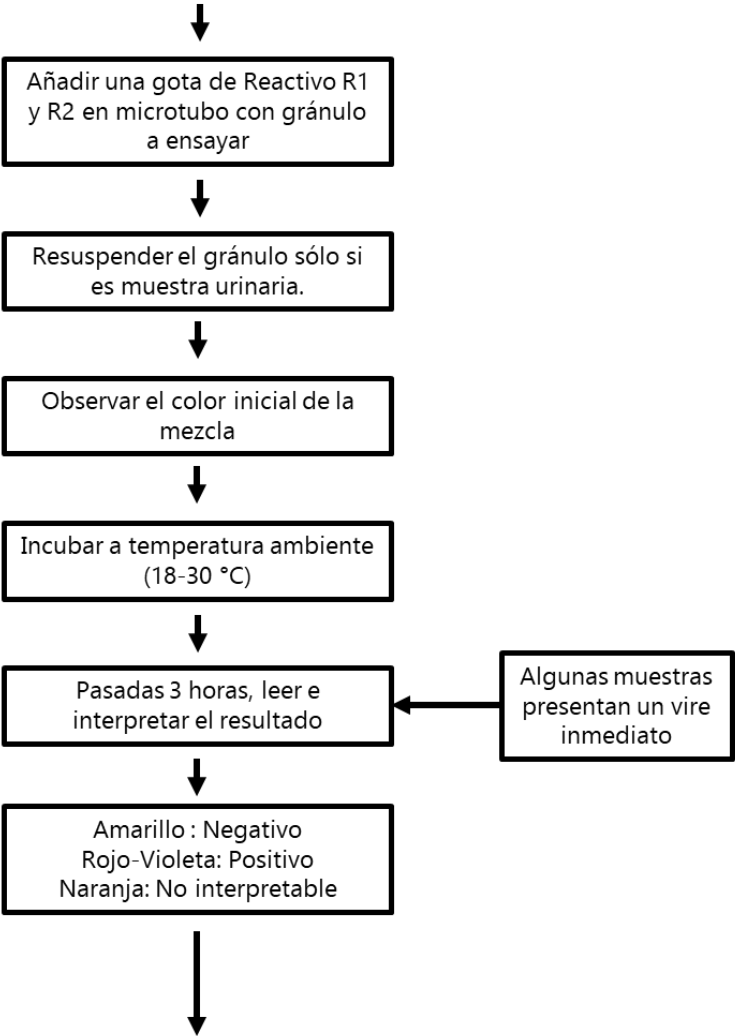 Añadir una gota de Reactivo R1
y R2 en microtubo con gránulo
a ensayar
Resuspender el gránulo sólo si
es muestra urinaria.
Observar el color inicial de la
mezcla
Incubar a temperatura ambiente
(18-30 °C)
Pasadas 3 horas, leer e
interpretar el resultado
Algunas muestras
presentan un vire
inmediato
Amarillo : Negativo
Rojo-Violeta: Positivo
Naranja: No interpretable